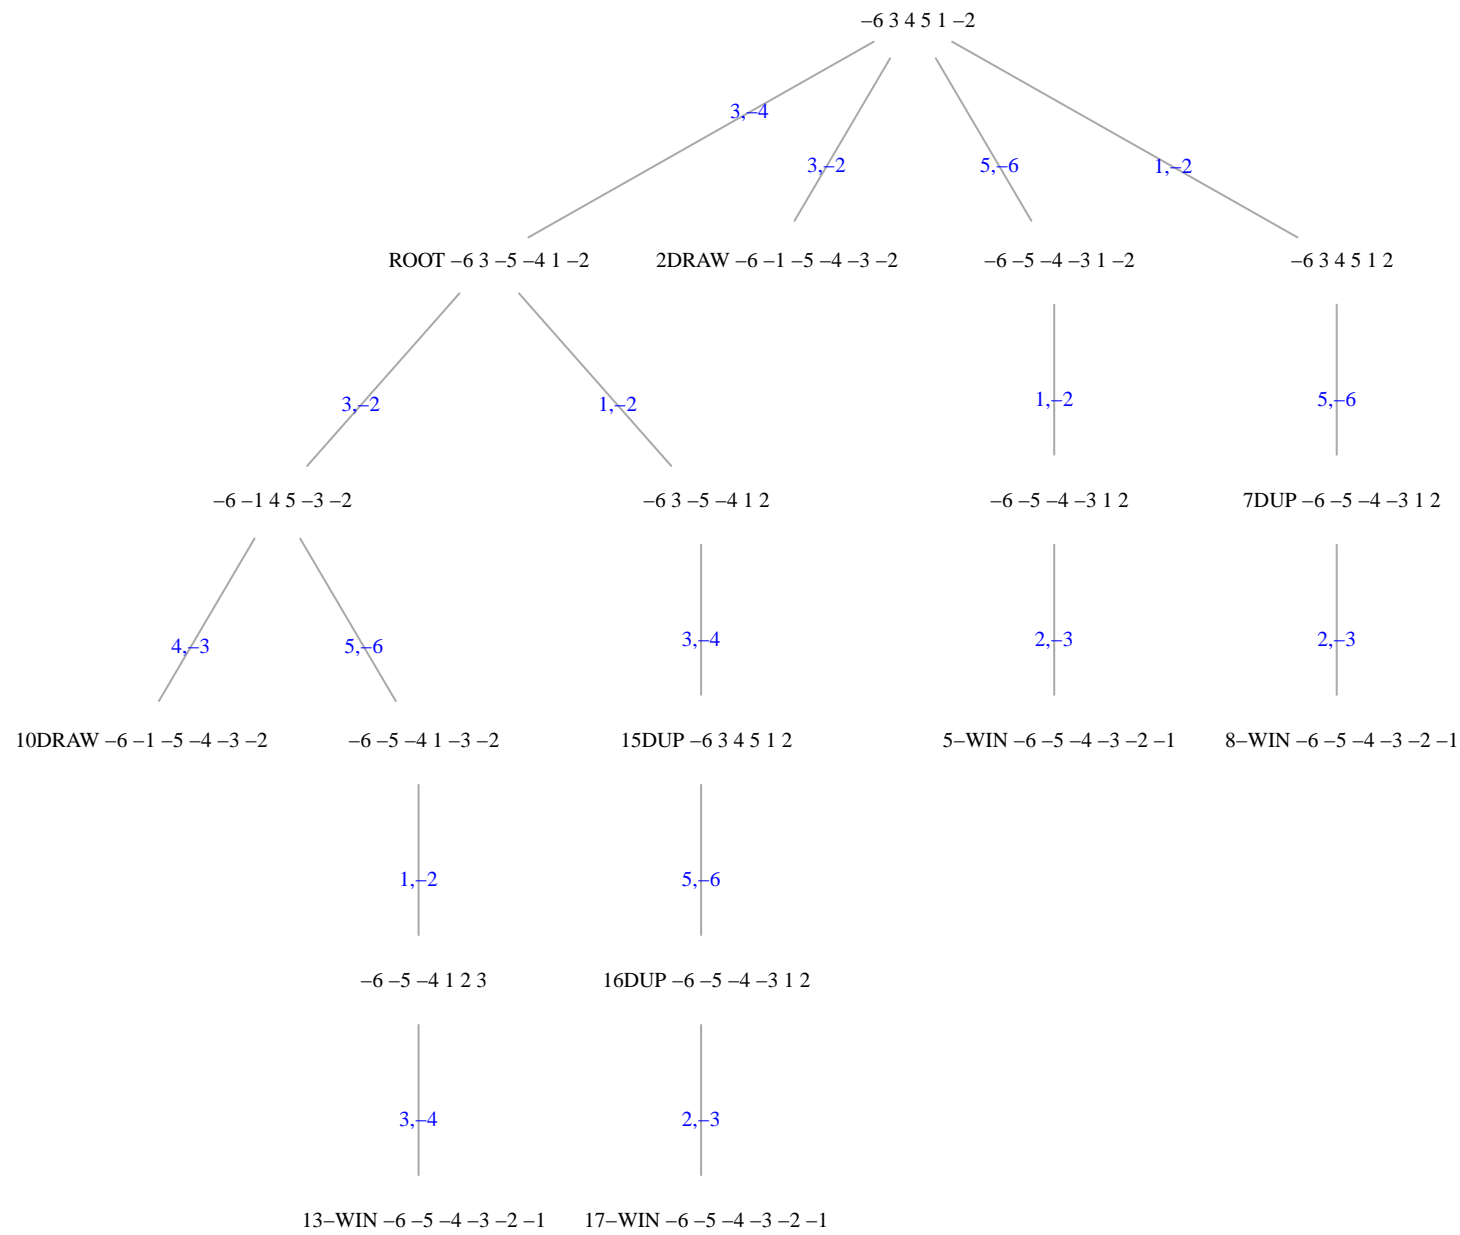 −6 3 4 5 1 −2
3,−4
3,−2
5,−6
1,−2
ROOT −6 3 −5 −4 1 −2
2DRAW −6 −1 −5 −4 −3 −2
−6 −5 −4 −3 1 −2
−6 3 4 5 1 2
3,−2
1,−2
1,−2
5,−6
−6 −1 4 5 −3 −2
−6 3 −5 −4 1 2
−6 −5 −4 −3 1 2
7DUP −6 −5 −4 −3 1 2
4,−3
5,−6
3,−4
2,−3
2,−3
10DRAW −6 −1 −5 −4 −3 −2
−6 −5 −4 1 −3 −2
15DUP −6 3 4 5 1 2
5−WIN −6 −5 −4 −3 −2 −1
8−WIN −6 −5 −4 −3 −2 −1
1,−2
5,−6
−6 −5 −4 1 2 3
16DUP −6 −5 −4 −3 1 2
3,−4
2,−3
13−WIN −6 −5 −4 −3 −2 −1
17−WIN −6 −5 −4 −3 −2 −1